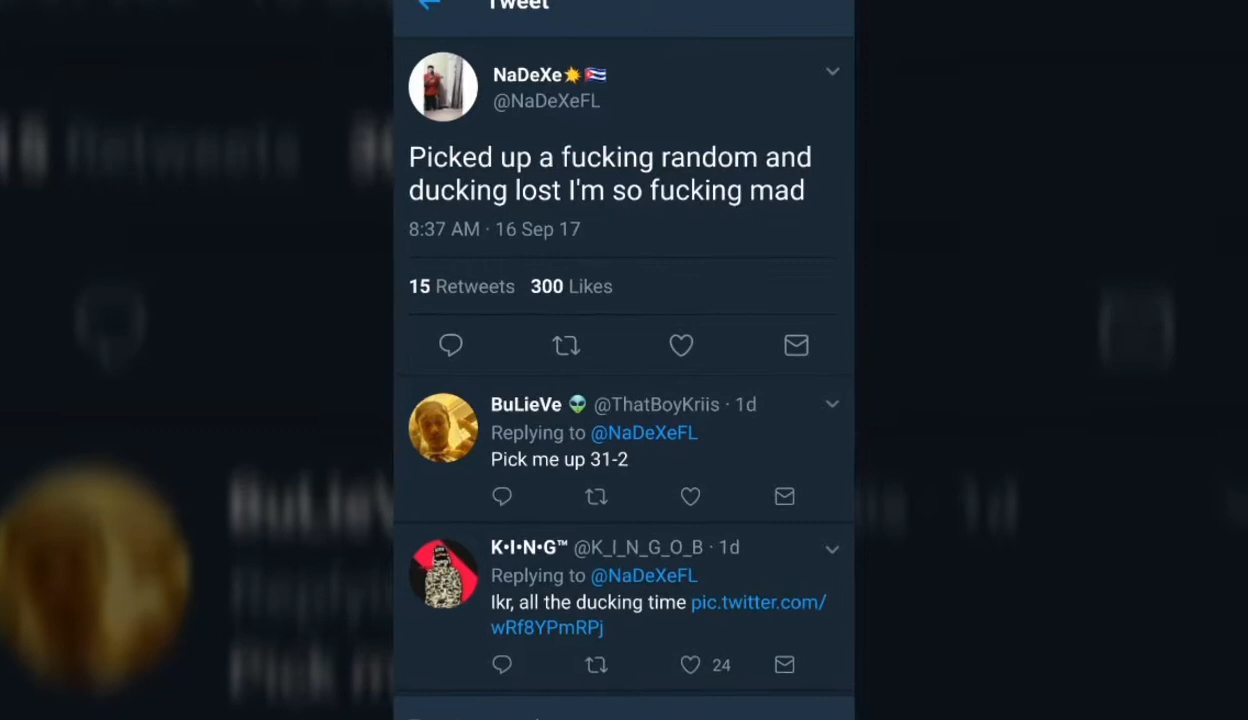 Tweet
NaDeXe☀️🇨🇺
@NaDeXeFL
Picked up a fucking random and
ducking lost I'm so fucking mad
8:37 AM · 16 Sep 17
15 Retweets 300 Likes
BuLieVe 👽 @ThatBoyKriis · 1d
Replying to @NaDeXeFL
Pick me up 31-2
K•I•N•G™ @K_I_N_G_O_B · 1d
Replying to @NaDeXeFL
Ikr, all the ducking time pic.twitter.com/
wRf8YPmRPj
24